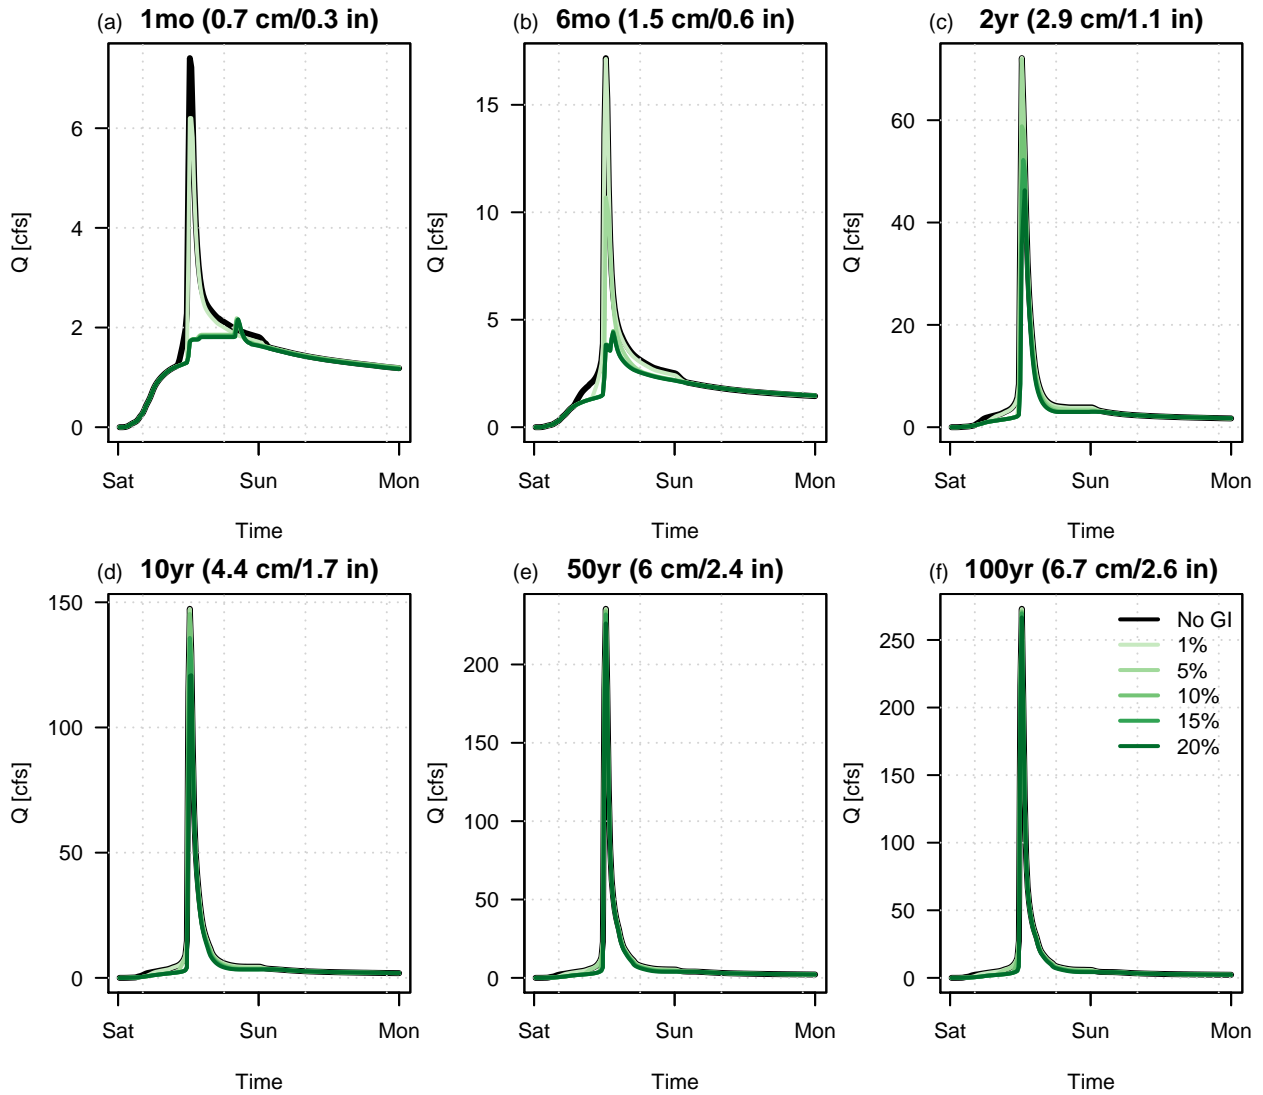 (a) 1mo (0.7 cm/0.3 in)
6
4
2
0
Q [cfs]
Sat Sun Mon
Time
(b) 6mo (1.5 cm/0.6 in)
15
10
5
0
Q [cfs]
Sat Sun Mon
Time
(c) 2yr (2.9 cm/1.1 in)
60
40
20
0
Q [cfs]
Sat Sun Mon
Time
(d) 10yr (4.4 cm/1.7 in)
150
100
50
0
Q [cfs]
Sat Sun Mon
Time
(e) 50yr (6 cm/2.4 in)
200
150
100
50
0
Q [cfs]
Sat Sun Mon
Time
(f) 100yr (6.7 cm/2.6 in)
250
200
150
100
50
0
Q [cfs]
No GI
1%
5%
10%
15%
20%
Sat Sun Mon
Time